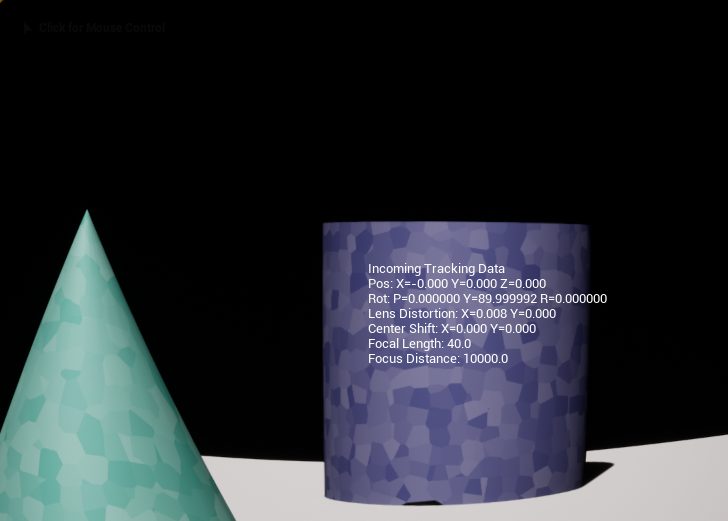 ▶ Click for Mouse Control
Incoming Tracking Data
Pos: X=-0.000 Y=0.000 Z=0.000
Rot: P=0.000000 Y=89.999992 R=0.000000
Lens Distortion: X=0.008 Y=0.000
Center Shift: X=0.000 Y=0.000
Focal Length: 40.0
Focus Distance: 10000.0